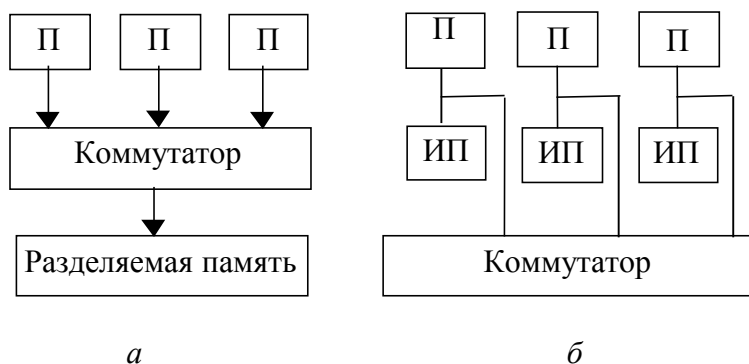 П П П
Коммутатор
Разделяемая память
а
П П П
ИП ИП ИП
Коммутатор
б